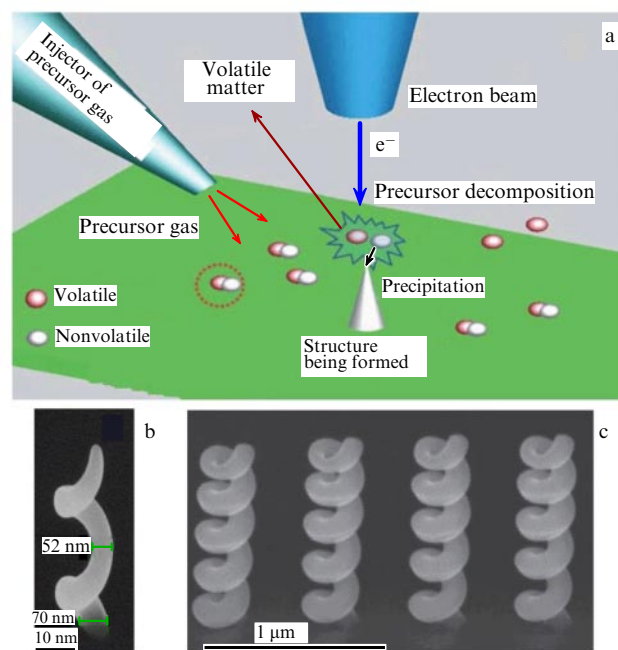 a
Injector of
precursor gas
Volatile
matter
Electron beam
e⁻
Precursor decomposition
Precursor gas
Precipitation
Volatile
Nonvolatile
Structure
being formed
b
c
52 nm
70 nm
10 nm
1 μm